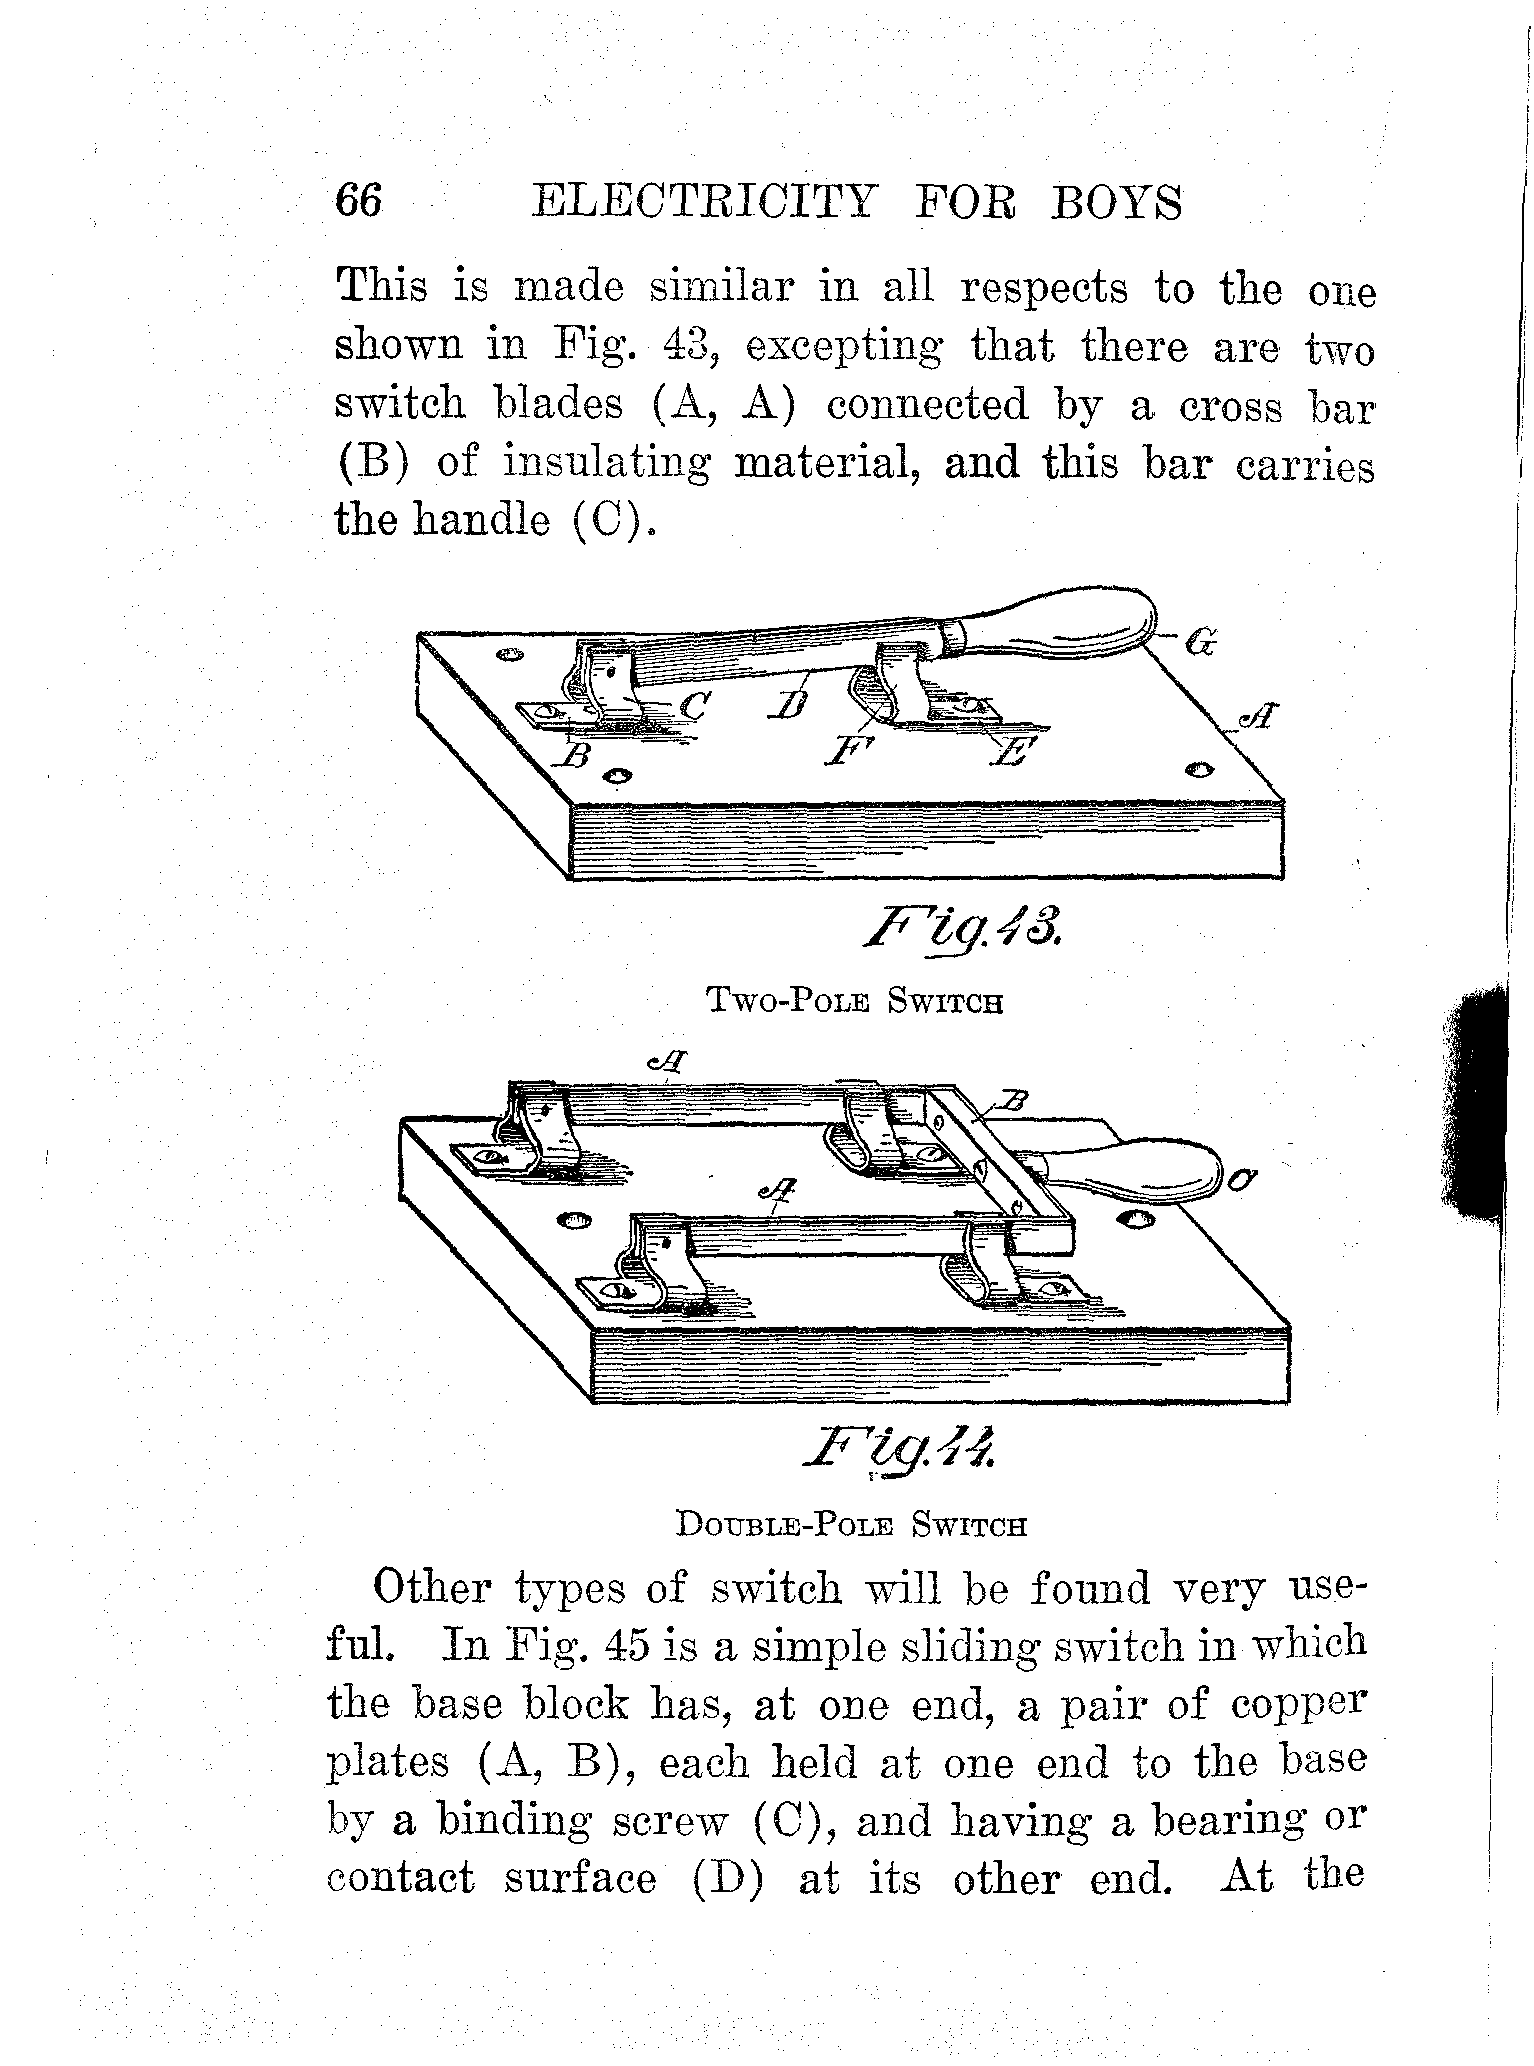 66 ELECTRICITY FOR BOYS
This is made similar in all respects to the one
shown in Fig. 43, excepting that there are two
switch blades (A, A) connected by a cross bar
(B) of insulating material, and this bar carries
the handle (C).
G
A
C
D
B
F
E
Fig. 43.
TWO-POLE SWITCH
A
B
A
C
Fig. 44.
DOUBLE-POLE SWITCH
Other types of switch will be found very use-
ful. In Fig. 45 is a simple sliding switch in which
the base block has, at one end, a pair of copper
plates (A, B), each held at one end to the base
by a binding screw (C), and having a bearing or
contact surface (D) at its other end. At the